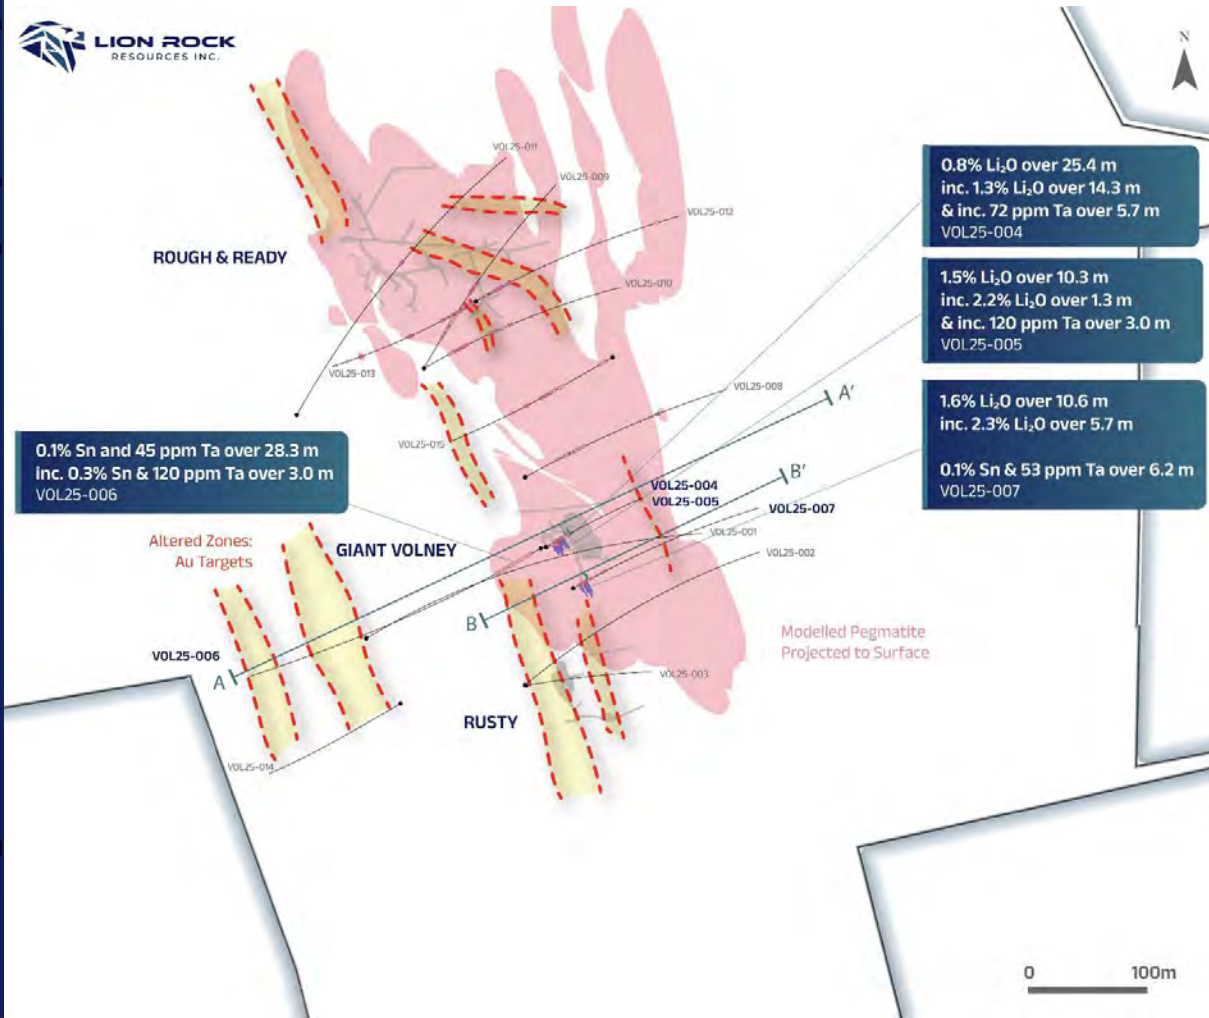 LION ROCK
RESOURCES INC.
N
VOL25-011
VOL25-009
VOL25-012
ROUGH & READY
VOL25-010
VOL25-013
VOL25-008
A'
VOL25-015
B'
0.8% Li₂O over 25.4 m
inc. 1.3% Li₂O over 14.3 m
& inc. 72 ppm Ta over 5.7 m
VOL25-004
1.5% Li₂O over 10.3 m
inc. 2.2% Li₂O over 1.3 m
& inc. 120 ppm Ta over 3.0 m
VOL25-005
1.6% Li₂O over 10.6 m
inc. 2.3% Li₂O over 5.7 m
0.1% Sn & 53 ppm Ta over 6.2 m
VOL25-007
0.1% Sn and 45 ppm Ta over 28.3 m
inc. 0.3% Sn & 120 ppm Ta over 3.0 m
VOL25-006
VOL25-004
VOL25-005
VOL25-007
VOL25-001
VOL25-002
Altered Zones:
Au Targets
GIANT VOLNEY
B
Modelled Pegmatite
Projected to Surface
VOL25-006
A
VOL25-003
RUSTY
VOL25-014
0 100m